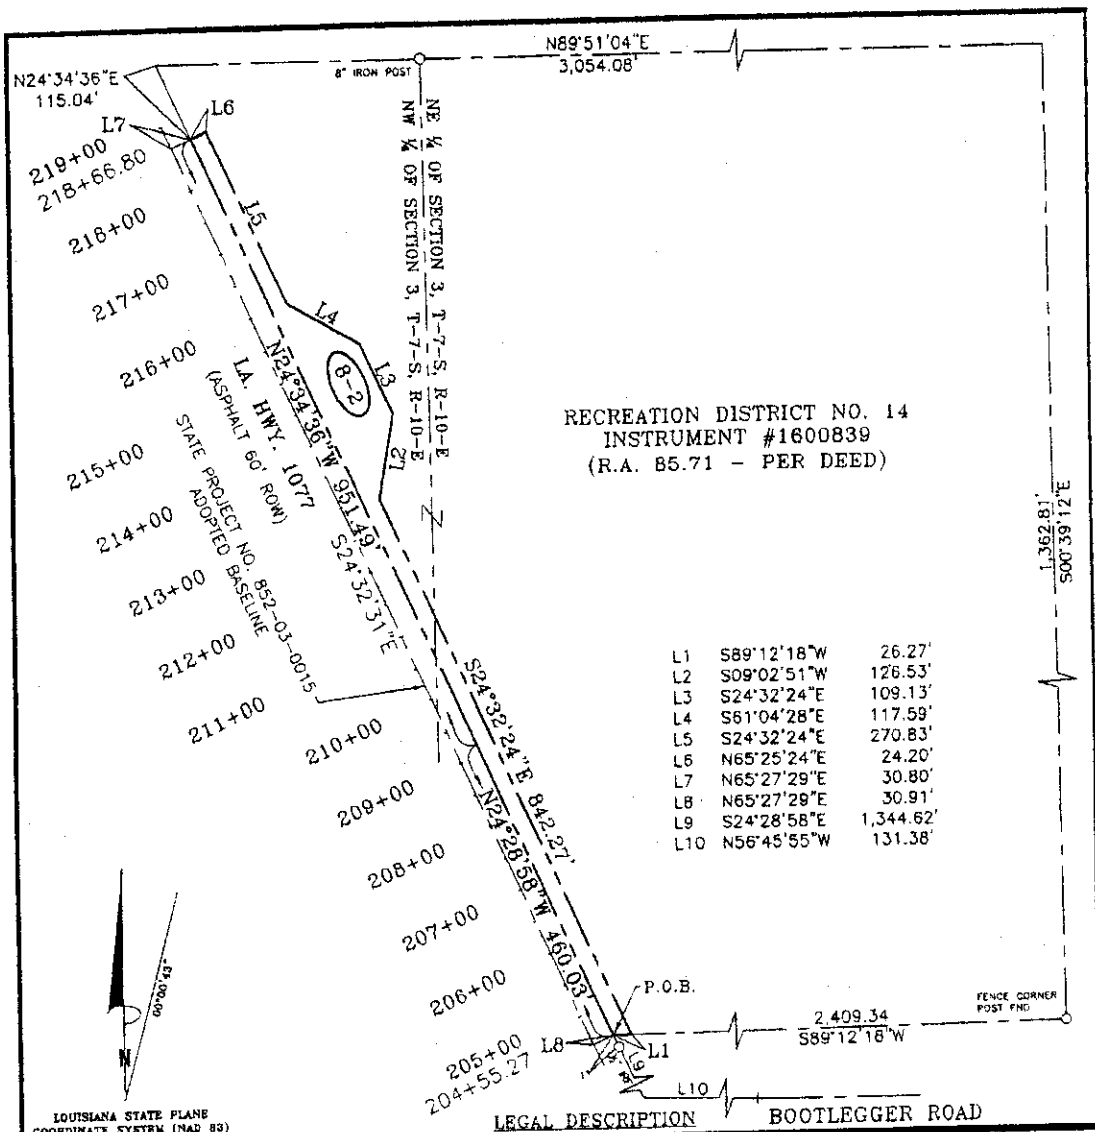 N89°51'04"E
3,054.08'
N24°34'36"E
115.04'
8" IRON POST
L7
L6
219+00
218+66.80
218+00
217+00
216+00
215+00
214+00
213+00
212+00
211+00
210+00
209+00
208+00
207+00
206+00
205+00
204+55.27
L5
L4
L3
L2
8-2
NW ¼ OF SECTION 3, T-7-S, R-10-E
NE ¼ OF SECTION 3, T-7-S, R-10-E
N24°34'36"W 951.49'
LA. HWY. 1077
(ASPHALT 60' ROW)
STATE PROJECT NO. 852-03-0015
ADOPTED BASELINE
S24°32'31"E
S24°32'24"E 842.27'
N24°28'58"W 460.03'
RECREATION DISTRICT NO. 14
INSTRUMENT #1600839
(R.A. 85.71 - PER DEED)
1,362.81'
S00°39'12"E
L1 S89°12'18"W 26.27'
L2 S09°02'51"W 126.53'
L3 S24°32'24"E 109.13'
L4 S61°04'28"E 117.59'
L5 S24°32'24"E 270.83'
L6 N65°25'24"E 24.20'
L7 N65°27'29"E 30.80'
L8 N65°27'29"E 30.91'
L9 S24°28'58"E 1,344.62'
L10 N56°45'55"W 131.38'
P.O.B.
FENCE CORNER
POST FND
2,409.34
S89°12'18"W
L8
L1
L9
L10
00°00'43"
N
LOUISIANA STATE PLANE
COORDINATE SYSTEM (NAD 83)
LEGAL DESCRIPTION
BOOTLEGGER ROAD